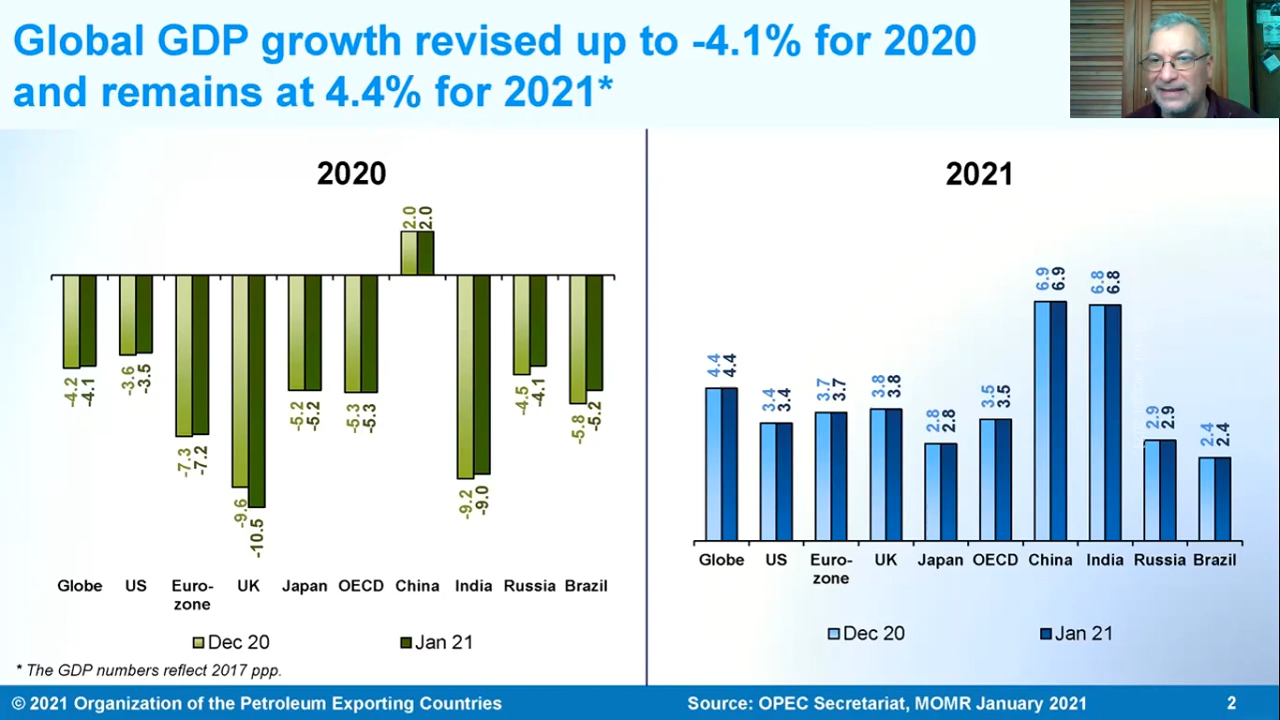 Global GDP growth revised up to -4.1% for 2020
and remains at 4.4% for 2021*
2020
2.0 2.0
-4.2 -4.1
-3.6 -3.5
-7.3 -7.2
-9.6 -10.5
-5.2 -5.2
-5.3 -5.3
-9.2 -9.0
-4.5 -4.1
-5.8 -5.2
Globe US Euro- UK Japan OECD China India Russia Brazil
zone
Dec 20 Jan 21
* The GDP numbers reflect 2017 ppp.
2021
4.4 4.4
3.4 3.4
3.7 3.7
3.8 3.8
2.8 2.8
3.5 3.5
6.9 6.9
6.8 6.8
2.9 2.9
2.4 2.4
Globe US Euro- UK Japan OECD China India Russia Brazil
zone
Dec 20 Jan 21
© 2021 Organization of the Petroleum Exporting Countries Source: OPEC Secretariat, MOMR January 2021 2